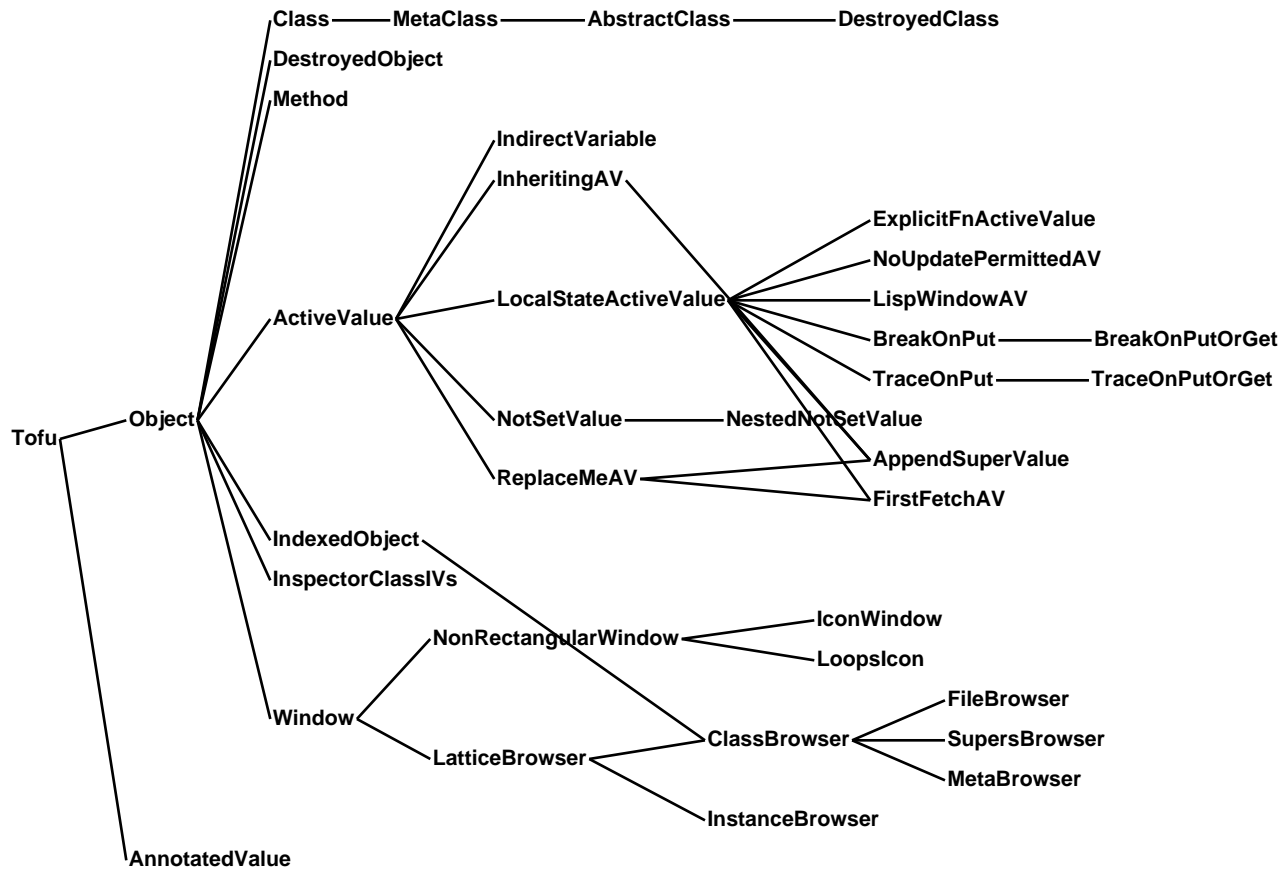 Class MetaClass AbstractClass DestroyedClass
DestroyedObject
Method
IndirectVariable
InheritingAV
ExplicitFnActiveValue
NoUpdatePermittedAV
LocalStateActiveValue LispWindowAV
ActiveValue
BreakOnPut BreakOnPutOrGet
TraceOnPut TraceOnPutOrGet
Object NotSetValue NestedNotSetValue
Tofu
AppendSuperValue
ReplaceMeAV
FirstFetchAV
IndexedObject
InspectorClassIVs
IconWindow
NonRectangularWindow
LoopsIcon
FileBrowser
Window
ClassBrowser SupersBrowser
LatticeBrowser
MetaBrowser
InstanceBrowser
AnnotatedValue